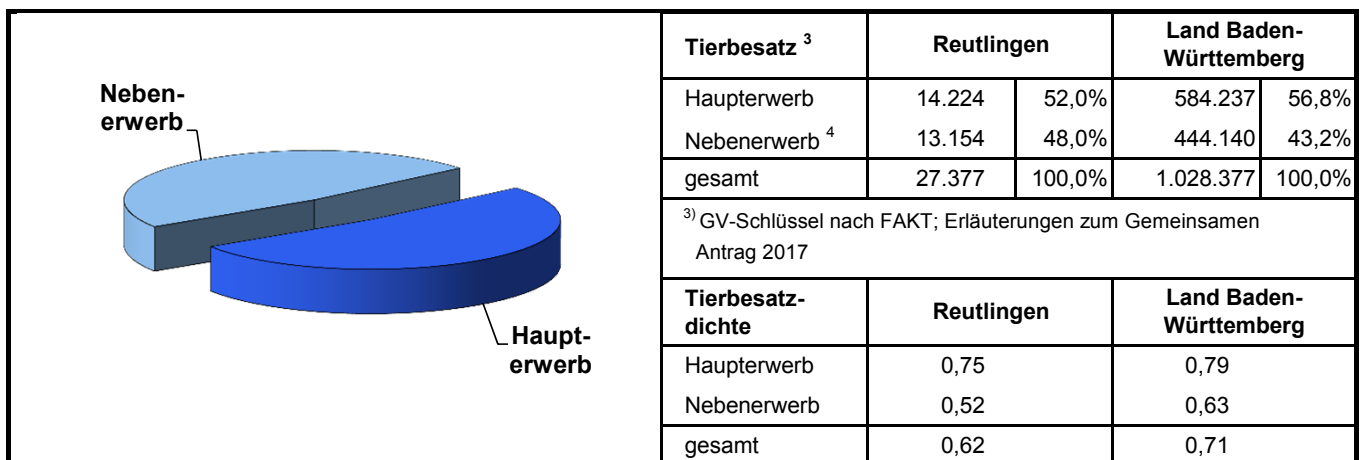 Neben-
erwerb
Haupt-
erwerb
Tierbesatz ³ Reutlingen Land Baden-
Württemberg
Haupterwerb 14.224 52,0% 584.237 56,8%
Nebenerwerb ⁴ 13.154 48,0% 444.140 43,2%
gesamt 27.377 100,0% 1.028.377 100,0%
³⁾ GV-Schlüssel nach FAKT; Erläuterungen zum Gemeinsamen
Antrag 2017
Tierbesatz-
dichte Reutlingen Land Baden-
Württemberg
Haupterwerb 0,75 0,79
Nebenerwerb 0,52 0,63
gesamt 0,62 0,71